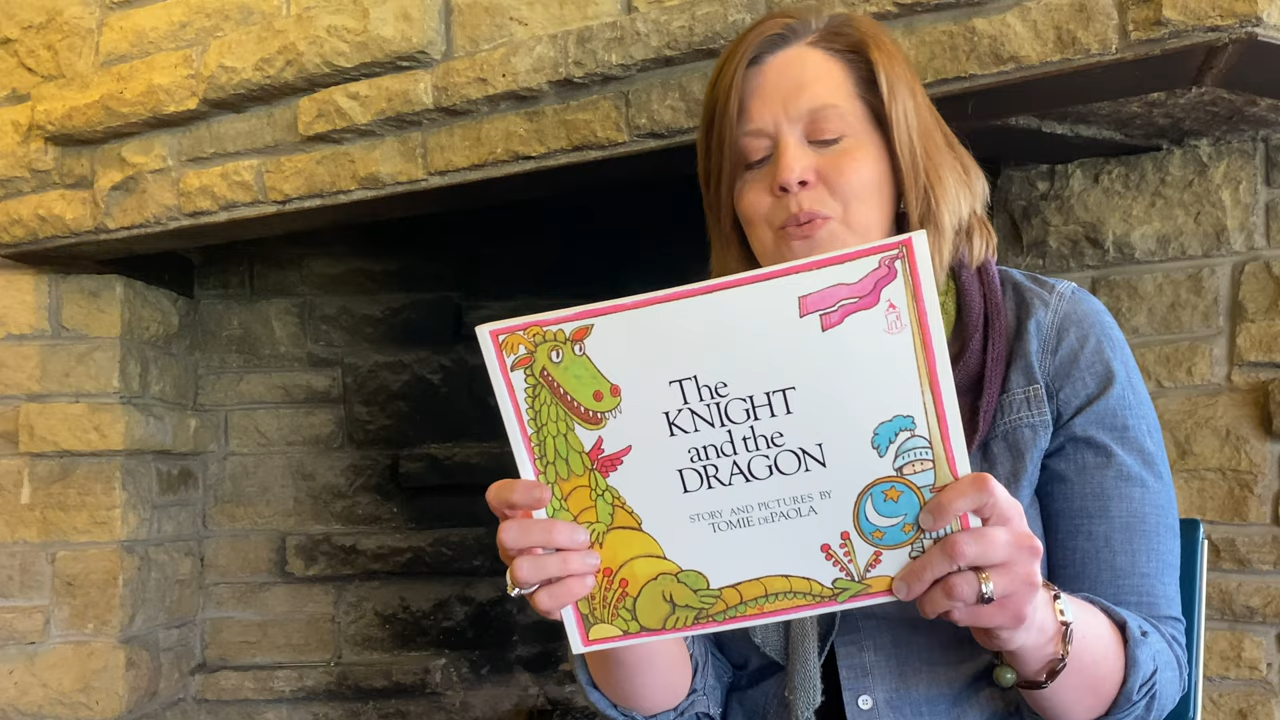 The
KNIGHT
and the
DRAGON
STORY AND PICTURES BY
TOMIE DEPAOLA